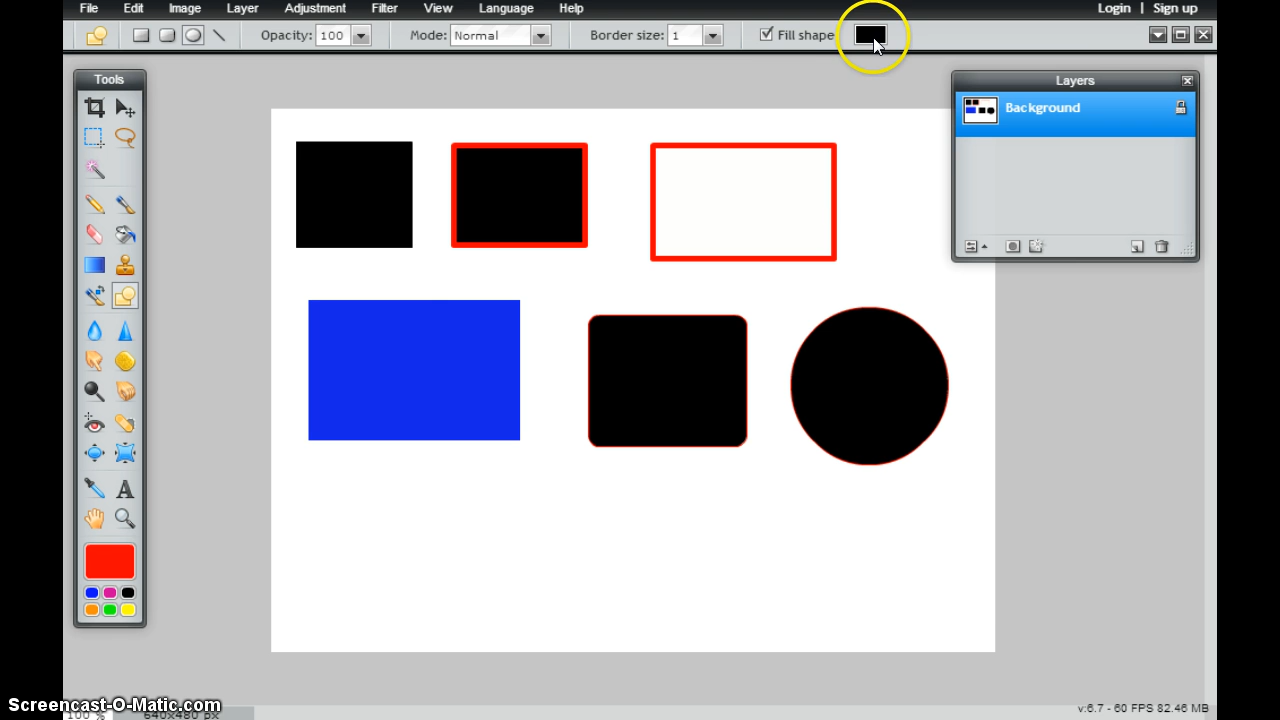 File Edit Image Layer Adjustment Filter View Language Help Login | Sign up
Opacity: 100 Mode: Normal Border size: 1 Fill shape
Tools
Layers
Background
A
Screencast-O-Matic.com
100 % 640x480 px
v:6.7 - 60 FPS 82.46 MB